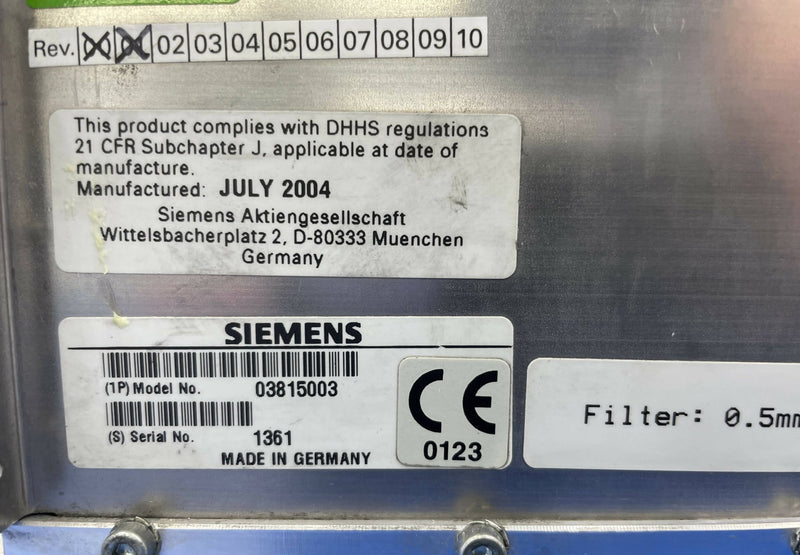 Rev. 00 01 02 03 04 05 06 07 08 09 10
This product complies with DHHS regulations
21 CFR Subchapter J, applicable at date of
manufacture.
Manufactured: JULY 2004
Siemens Aktiengesellschaft
Wittelsbacherplatz 2, D-80333 Muenchen
Germany
SIEMENS
(1P) Model No. 03815003
(S) Serial No. 1361
MADE IN GERMANY
CE
0123
Filter: 0.5mm